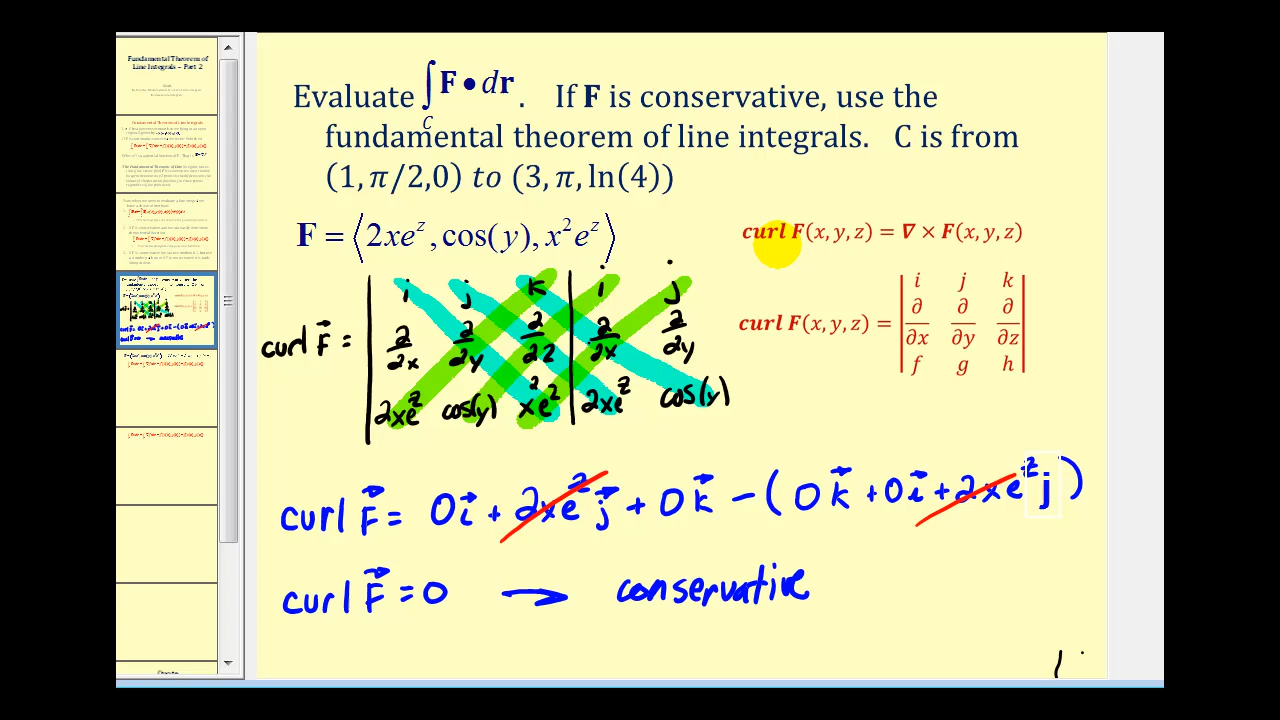 Fundamental Theorem of
Line Integrals – Part 2
Evaluate ∫_C F • dr . If F is conservative, use the
fundamental theorem of line integrals. C is from
(1, π/2,0) to (3, π, ln(4))
F = ⟨2xe^z, cos(y), x²e^z⟩
curl F(x, y, z) = ∇ × F(x, y, z)
curl F⃗ = | i j k | i j
∂/∂x ∂/∂y ∂/∂z | ∂/∂x ∂/∂y
2xe^z cos(y) x²e^z | 2xe^z cos(y)
curl F(x, y, z) = | i j k
∂/∂x ∂/∂y ∂/∂z
f g h |
curl F⃗ = 0i⃗ + 2xe^z j⃗ + 0k⃗ − (0k⃗ + 0i⃗ + 2xe^z j)
curl F⃗ = 0 → conservative